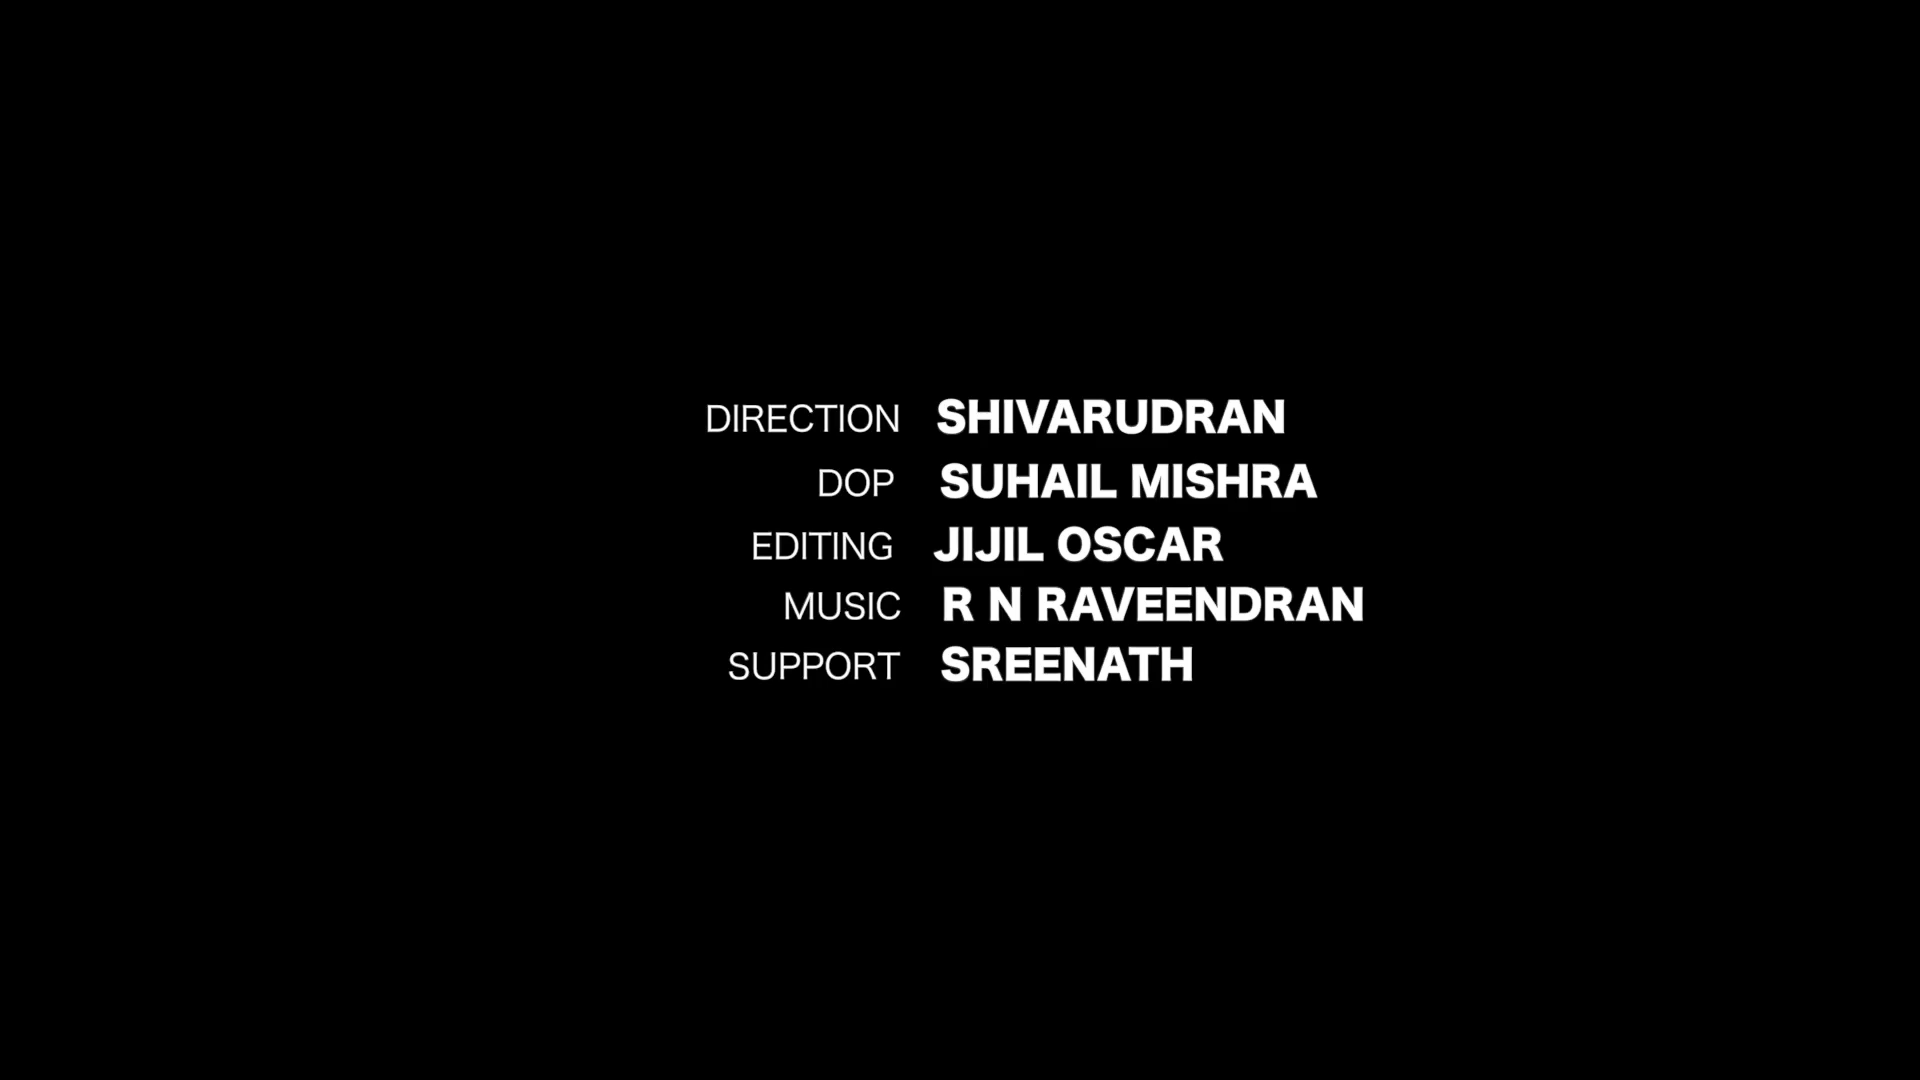 DIRECTION SHIVARUDRAN
DOP SUHAIL MISHRA
EDITING JIJIL OSCAR
MUSIC R N RAVEENDRAN
SUPPORT SREENATH